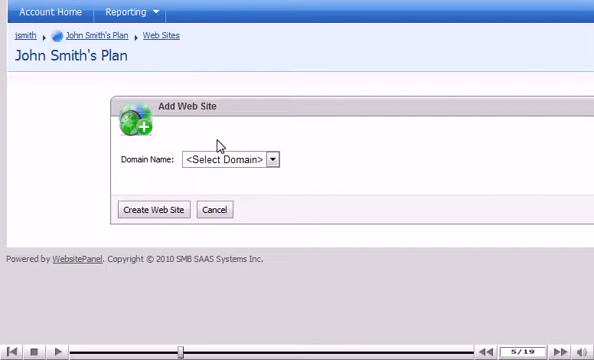 Account Home Reporting
jsmith John Smith's Plan Web Sites
John Smith's Plan
Add Web Site
Domain Name: <Select Domain>
Create Web Site Cancel
Powered by WebsitePanel. Copyright © 2010 SMB SAAS Systems Inc.
5/19